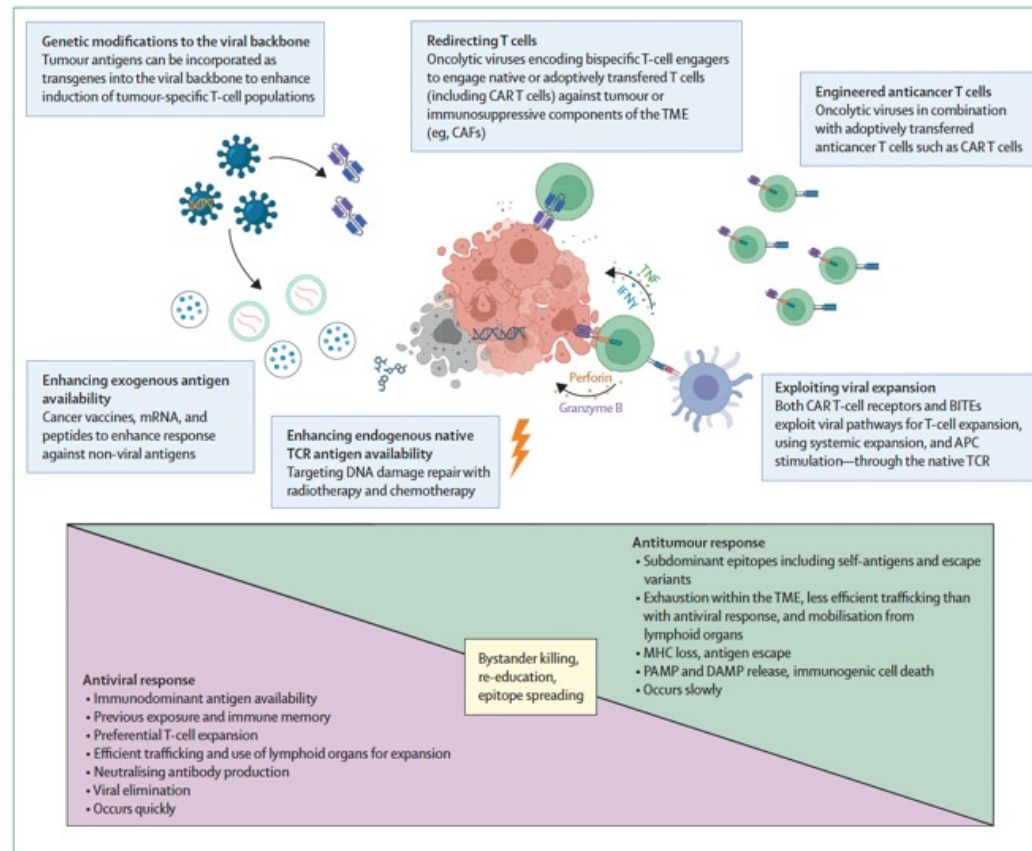 Genetic modifications to the viral backbone
Tumour antigens can be incorporated as
transgenes into the viral backbone to enhance
induction of tumour-specific T-cell populations
Redirecting T cells
Oncolytic viruses encoding bispecific T-cell engagers
to engage native or adoptively transfered T cells
(including CAR T cells) against tumour or
immunosuppressive components of the TME
(eg, CAFs)
Engineered anticancer T cells
Oncolytic viruses in combination
with adoptively transferred
anticancer T cells such as CAR T cells
TNF
IFNγ
Perforin
Granzyme B
Enhancing exogenous antigen
availability
Cancer vaccines, mRNA, and
peptides to enhance response
against non-viral antigens
Enhancing endogenous native
TCR antigen availability
Targeting DNA damage repair with
radiotherapy and chemotherapy
Exploiting viral expansion
Both CAR T-cell receptors and BITEs
exploit viral pathways for T-cell expansion,
using systemic expansion, and APC
stimulation—through the native TCR
Antitumour response
• Subdominant epitopes including self-antigens and escape
variants
• Exhaustion within the TME, less efficient trafficking than
with antiviral response, and mobilisation from
lymphoid organs
• MHC loss, antigen escape
• PAMP and DAMP release, immunogenic cell death
• Occurs slowly
Bystander killing,
re-education,
epitope spreading
Antiviral response
• Immunodominant antigen availability
• Previous exposure and immune memory
• Preferential T-cell expansion
• Efficient trafficking and use of lymphoid organs for expansion
• Neutralising antibody production
• Viral elimination
• Occurs quickly